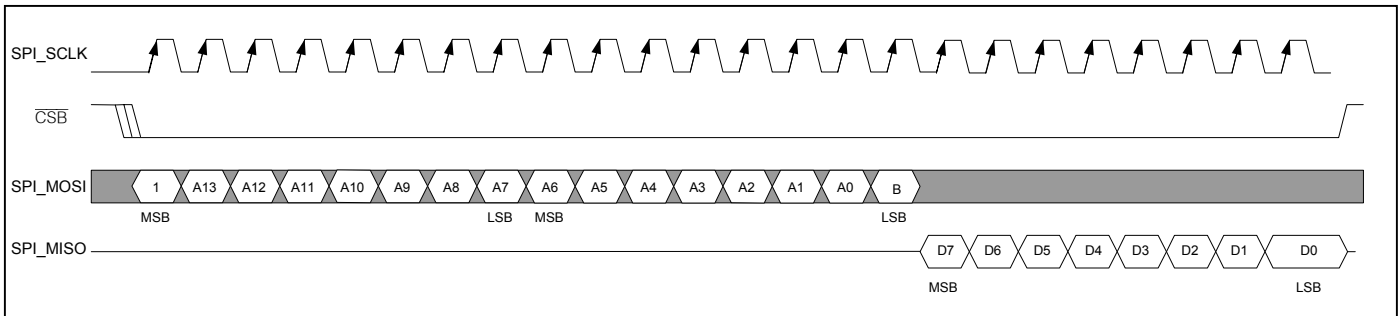 SPI_SCLK
CSB
SPI_MOSI 1 A13 A12 A11 A10 A9 A8 A7 A6 A5 A4 A3 A2 A1 A0 B
MSB LSB MSB LSB
SPI_MISO D7 D6 D5 D4 D3 D2 D1 D0
MSB LSB